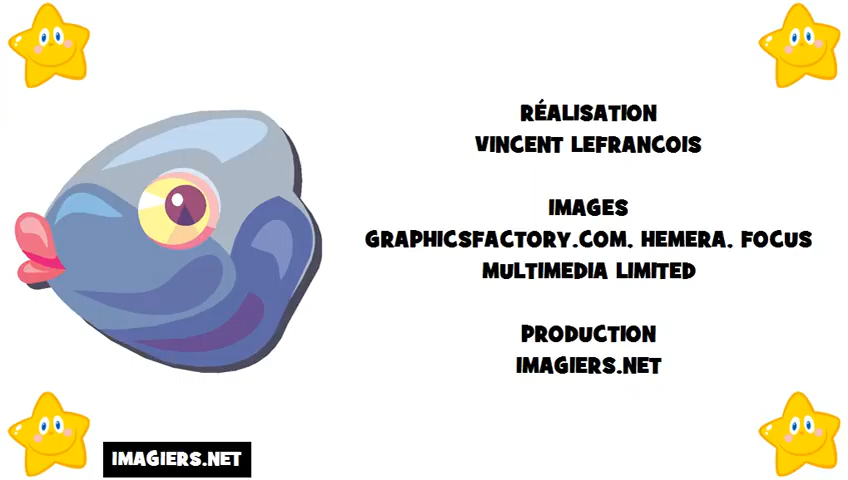 RÉALISATION
VINCENT LEFRANCOIS
IMAGES
GRAPHICSFACTORY.COM, HEMERA, FOCUS
MULTIMEDIA LIMITED
PRODUCTION
IMAGIERS.NET
IMAGIERS.NET